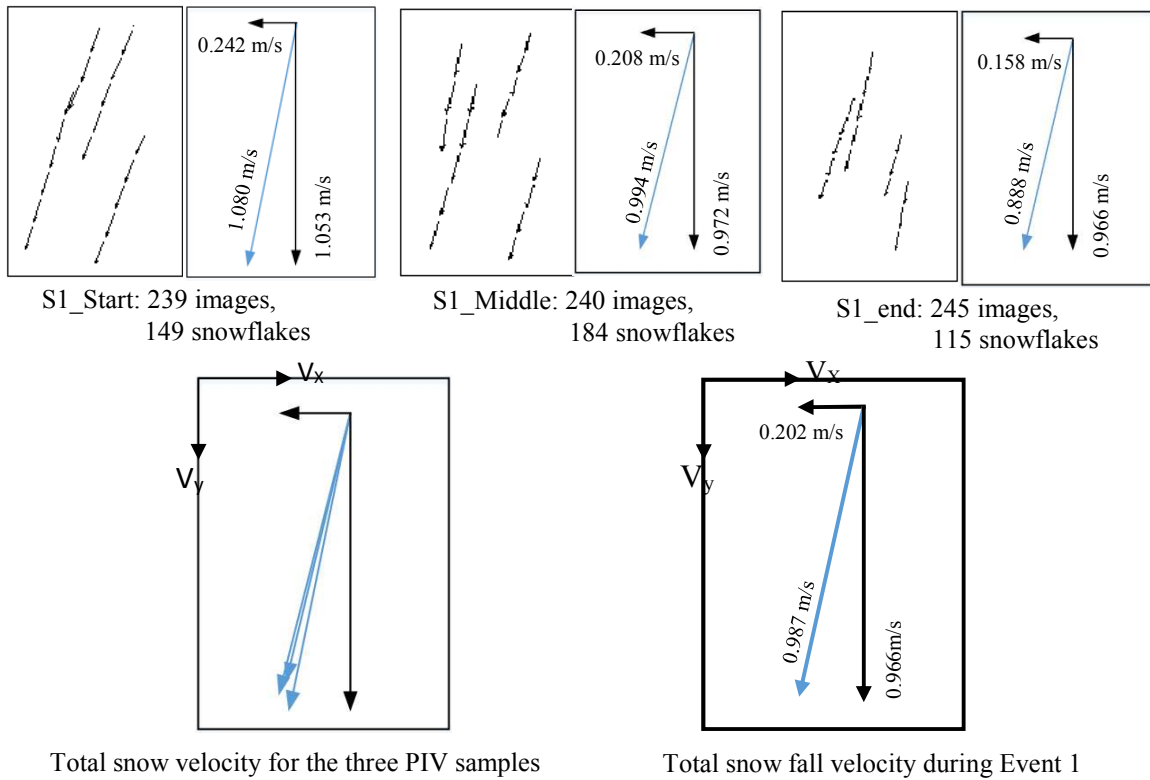 0.242 m/s
1.080 m/s
1.053 m/s
0.208 m/s
0.994 m/s
0.972 m/s
0.158 m/s
0.888 m/s
0.966 m/s
S1_Start: 239 images,
149 snowflakes
S1_Middle: 240 images,
184 snowflakes
S1_end: 245 images,
115 snowflakes
Vx
Vy
Vx
Vy
0.202 m/s
0.987 m/s
0.966m/s
Total snow velocity for the three PIV samples
Total snow fall velocity during Event 1